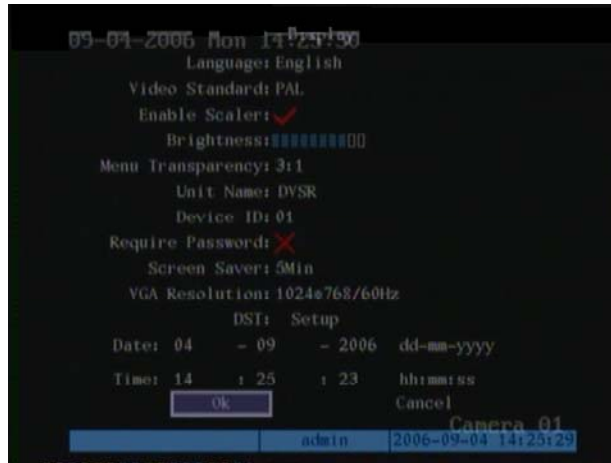 Display
09-04-2006 Mon 14:25:30
Language: English
Video Standard: PAL
Enable Scaler:
Brightness:
Menu Transparency: 3:1
Unit Name: DVSR
Device ID: 01
Require Password:
Screen Saver: 5Min
VGA Resolution: 1024*768/60Hz
DST: Setup
Date: 04 - 09 - 2006 dd-mm-yyyy
Time: 14 : 25 : 23 hh:mm:ss
Ok Cancel
Camera 01
admin 2006-09-04 14:25:29